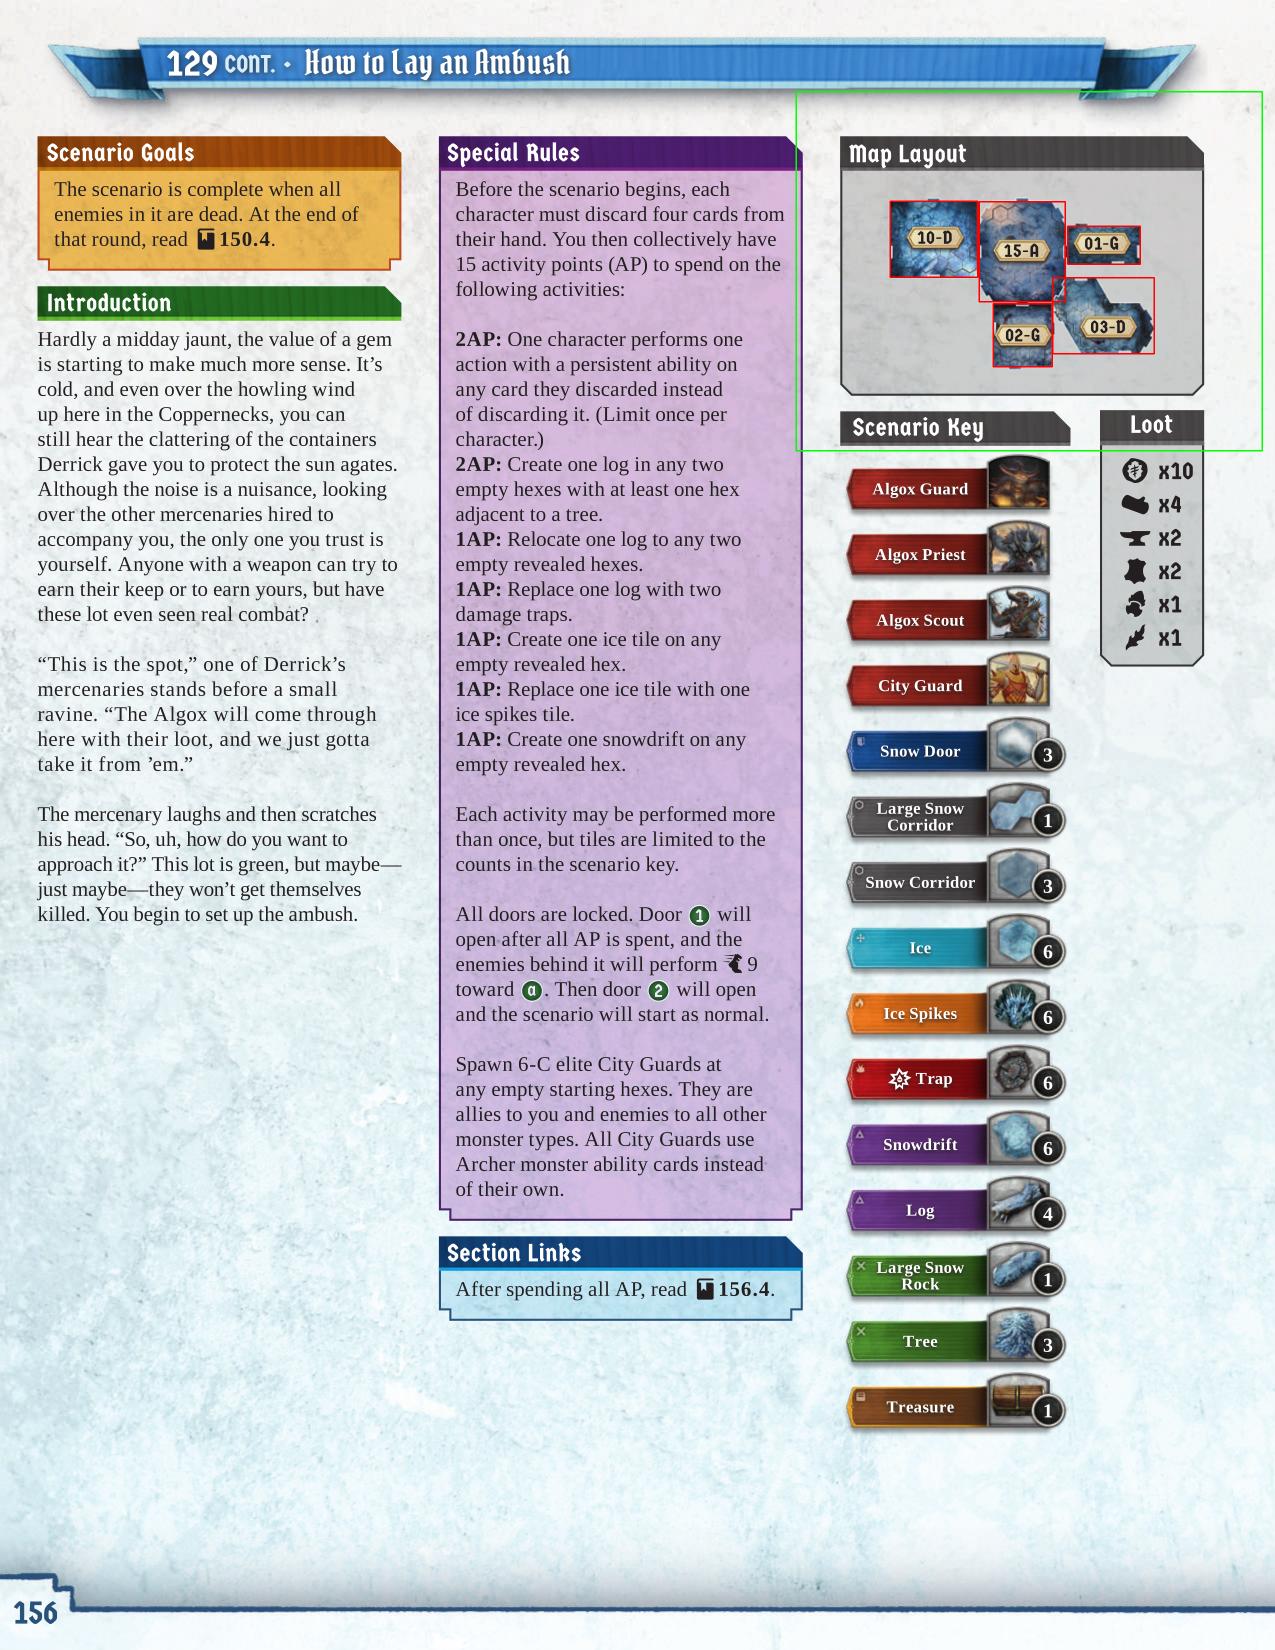 129 CONT. · How to Lay an Ambush
Scenario Goals
The scenario is complete when all
enemies in it are dead. At the end of
that round, read 150.4.
Introduction
Hardly a midday jaunt, the value of a gem
is starting to make much more sense. It’s
cold, and even over the howling wind
up here in the Coppernecks, you can
still hear the clattering of the containers
Derrick gave you to protect the sun agates.
Although the noise is a nuisance, looking
over the other mercenaries hired to
accompany you, the only one you trust is
yourself. Anyone with a weapon can try to
earn their keep or to earn yours, but have
these lot even seen real combat?
“This is the spot,” one of Derrick’s
mercenaries stands before a small
ravine. “The Algox will come through
here with their loot, and we just gotta
take it from ’em.”
The mercenary laughs and then scratches
his head. “So, uh, how do you want to
approach it?” This lot is green, but maybe—
just maybe—they won’t get themselves
killed. You begin to set up the ambush.
Special Rules
Before the scenario begins, each
character must discard four cards from
their hand. You then collectively have
15 activity points (AP) to spend on the
following activities:
2AP: One character performs one
action with a persistent ability on
any card they discarded instead
of discarding it. (Limit once per
character.)
2AP: Create one log in any two
empty hexes with at least one hex
adjacent to a tree.
1AP: Relocate one log to any two
empty revealed hexes.
1AP: Replace one log with two
damage traps.
1AP: Create one ice tile on any
empty revealed hex.
1AP: Replace one ice tile with one
ice spikes tile.
1AP: Create one snowdrift on any
empty revealed hex.
Each activity may be performed more
than once, but tiles are limited to the
counts in the scenario key.
All doors are locked. Door 1 will
open after all AP is spent, and the
enemies behind it will perform 9
toward a. Then door 2 will open
and the scenario will start as normal.
Spawn 6-C elite City Guards at
any empty starting hexes. They are
allies to you and enemies to all other
monster types. All City Guards use
Archer monster ability cards instead
of their own.
Section Links
After spending all AP, read 156.4.
Map Layout
10-D
15-A
01-G
02-G
03-D
Scenario Key
Algox Guard
Algox Priest
Algox Scout
City Guard
Snow Door 3
Large Snow
Corridor 1
Snow Corridor 3
Ice 6
Ice Spikes 6
Trap 6
Snowdrift 6
Log 4
Large Snow
Rock 1
Tree 3
Treasure 1
Loot
x10
x4
x2
x2
x1
x1
156